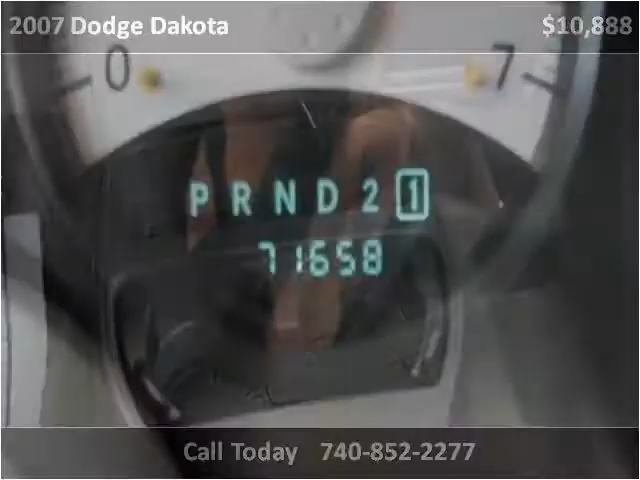 2007 Dodge Dakota $10,888
0 7
P R N D 2 1
71658
Call Today 740-852-2277